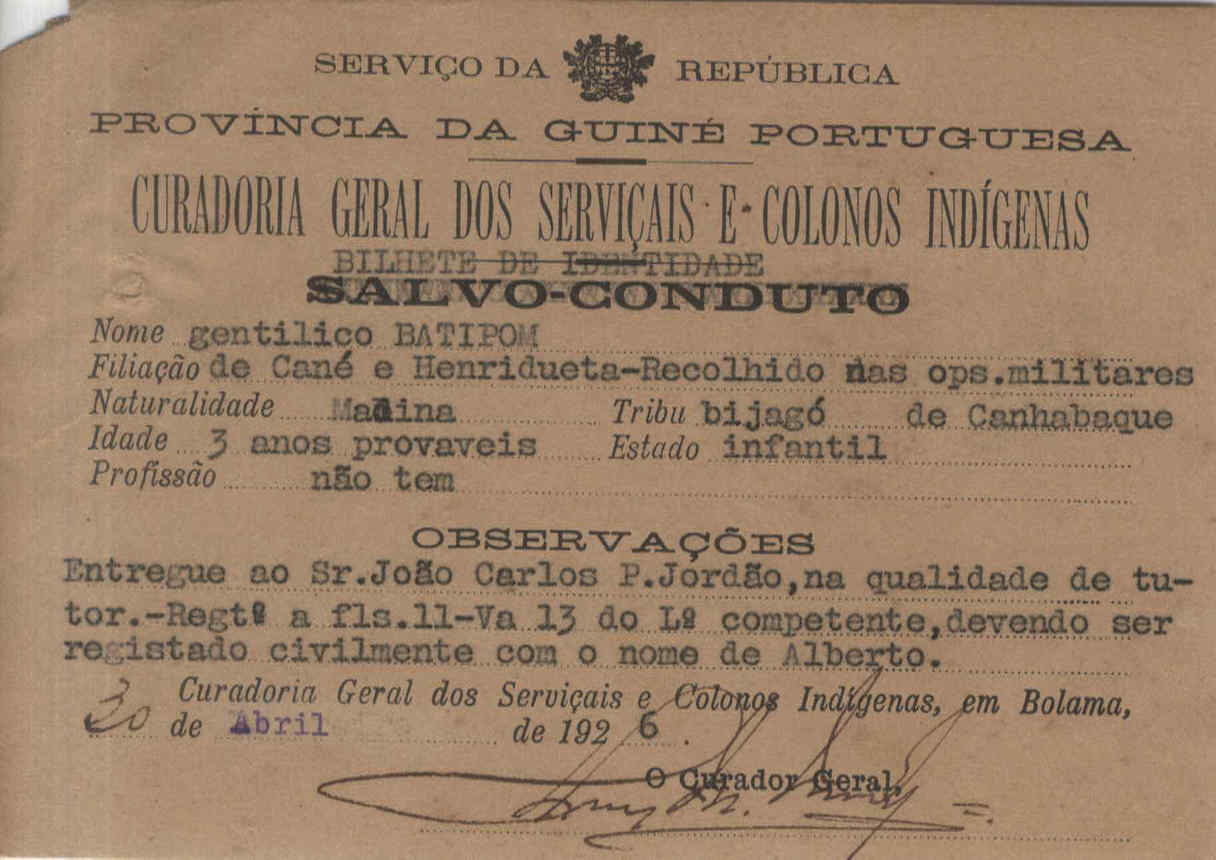 SERVIÇO DA REPÚBLICA
PROVÍNCIA DA GUINÉ PORTUGUESA
CURADORIA GERAL DOS SERVIÇAIS E COLONOS INDÍGENAS
BILHETE DE IDENTIDADE
SALVO-CONDUTO
Nome gentilico BATIPOM
Filiação de Cané e Henridueta-Recolhido nas ops.militares
Naturalidade Madina Tribu bijagó de Canhabaque
Idade 3 anos provaveis Estado infantil
Profissão não tem
OBSERVAÇÕES
Entregue ao Sr.João Carlos P.Jordão,na qualidade de tu-
tor.-Regtº a fls.11-Va 13 do Lº competente,devendo ser
registado civilmente com o nome de Alberto.
Curadoria Geral dos Serviçais e Colonos Indígenas, em Bolama,
30 de Abril de 1926.
O Curador Geral,